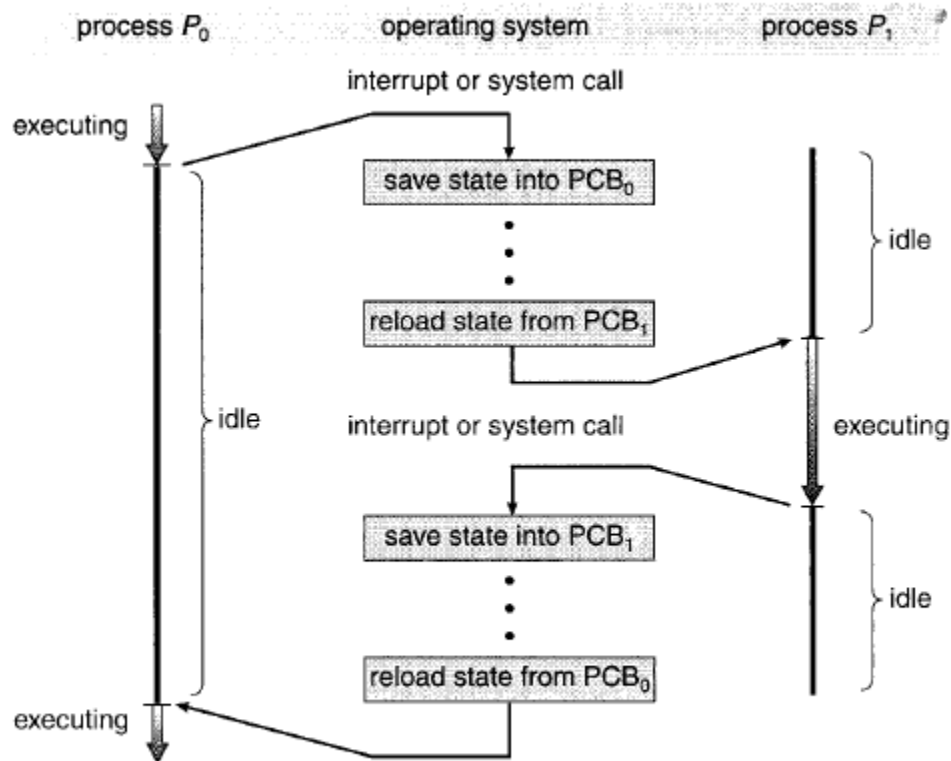 process P₀ operating system process P₁
interrupt or system call
executing
save state into PCB₀
idle
reload state from PCB₁
idle
interrupt or system call
executing
save state into PCB₁
idle
reload state from PCB₀
executing